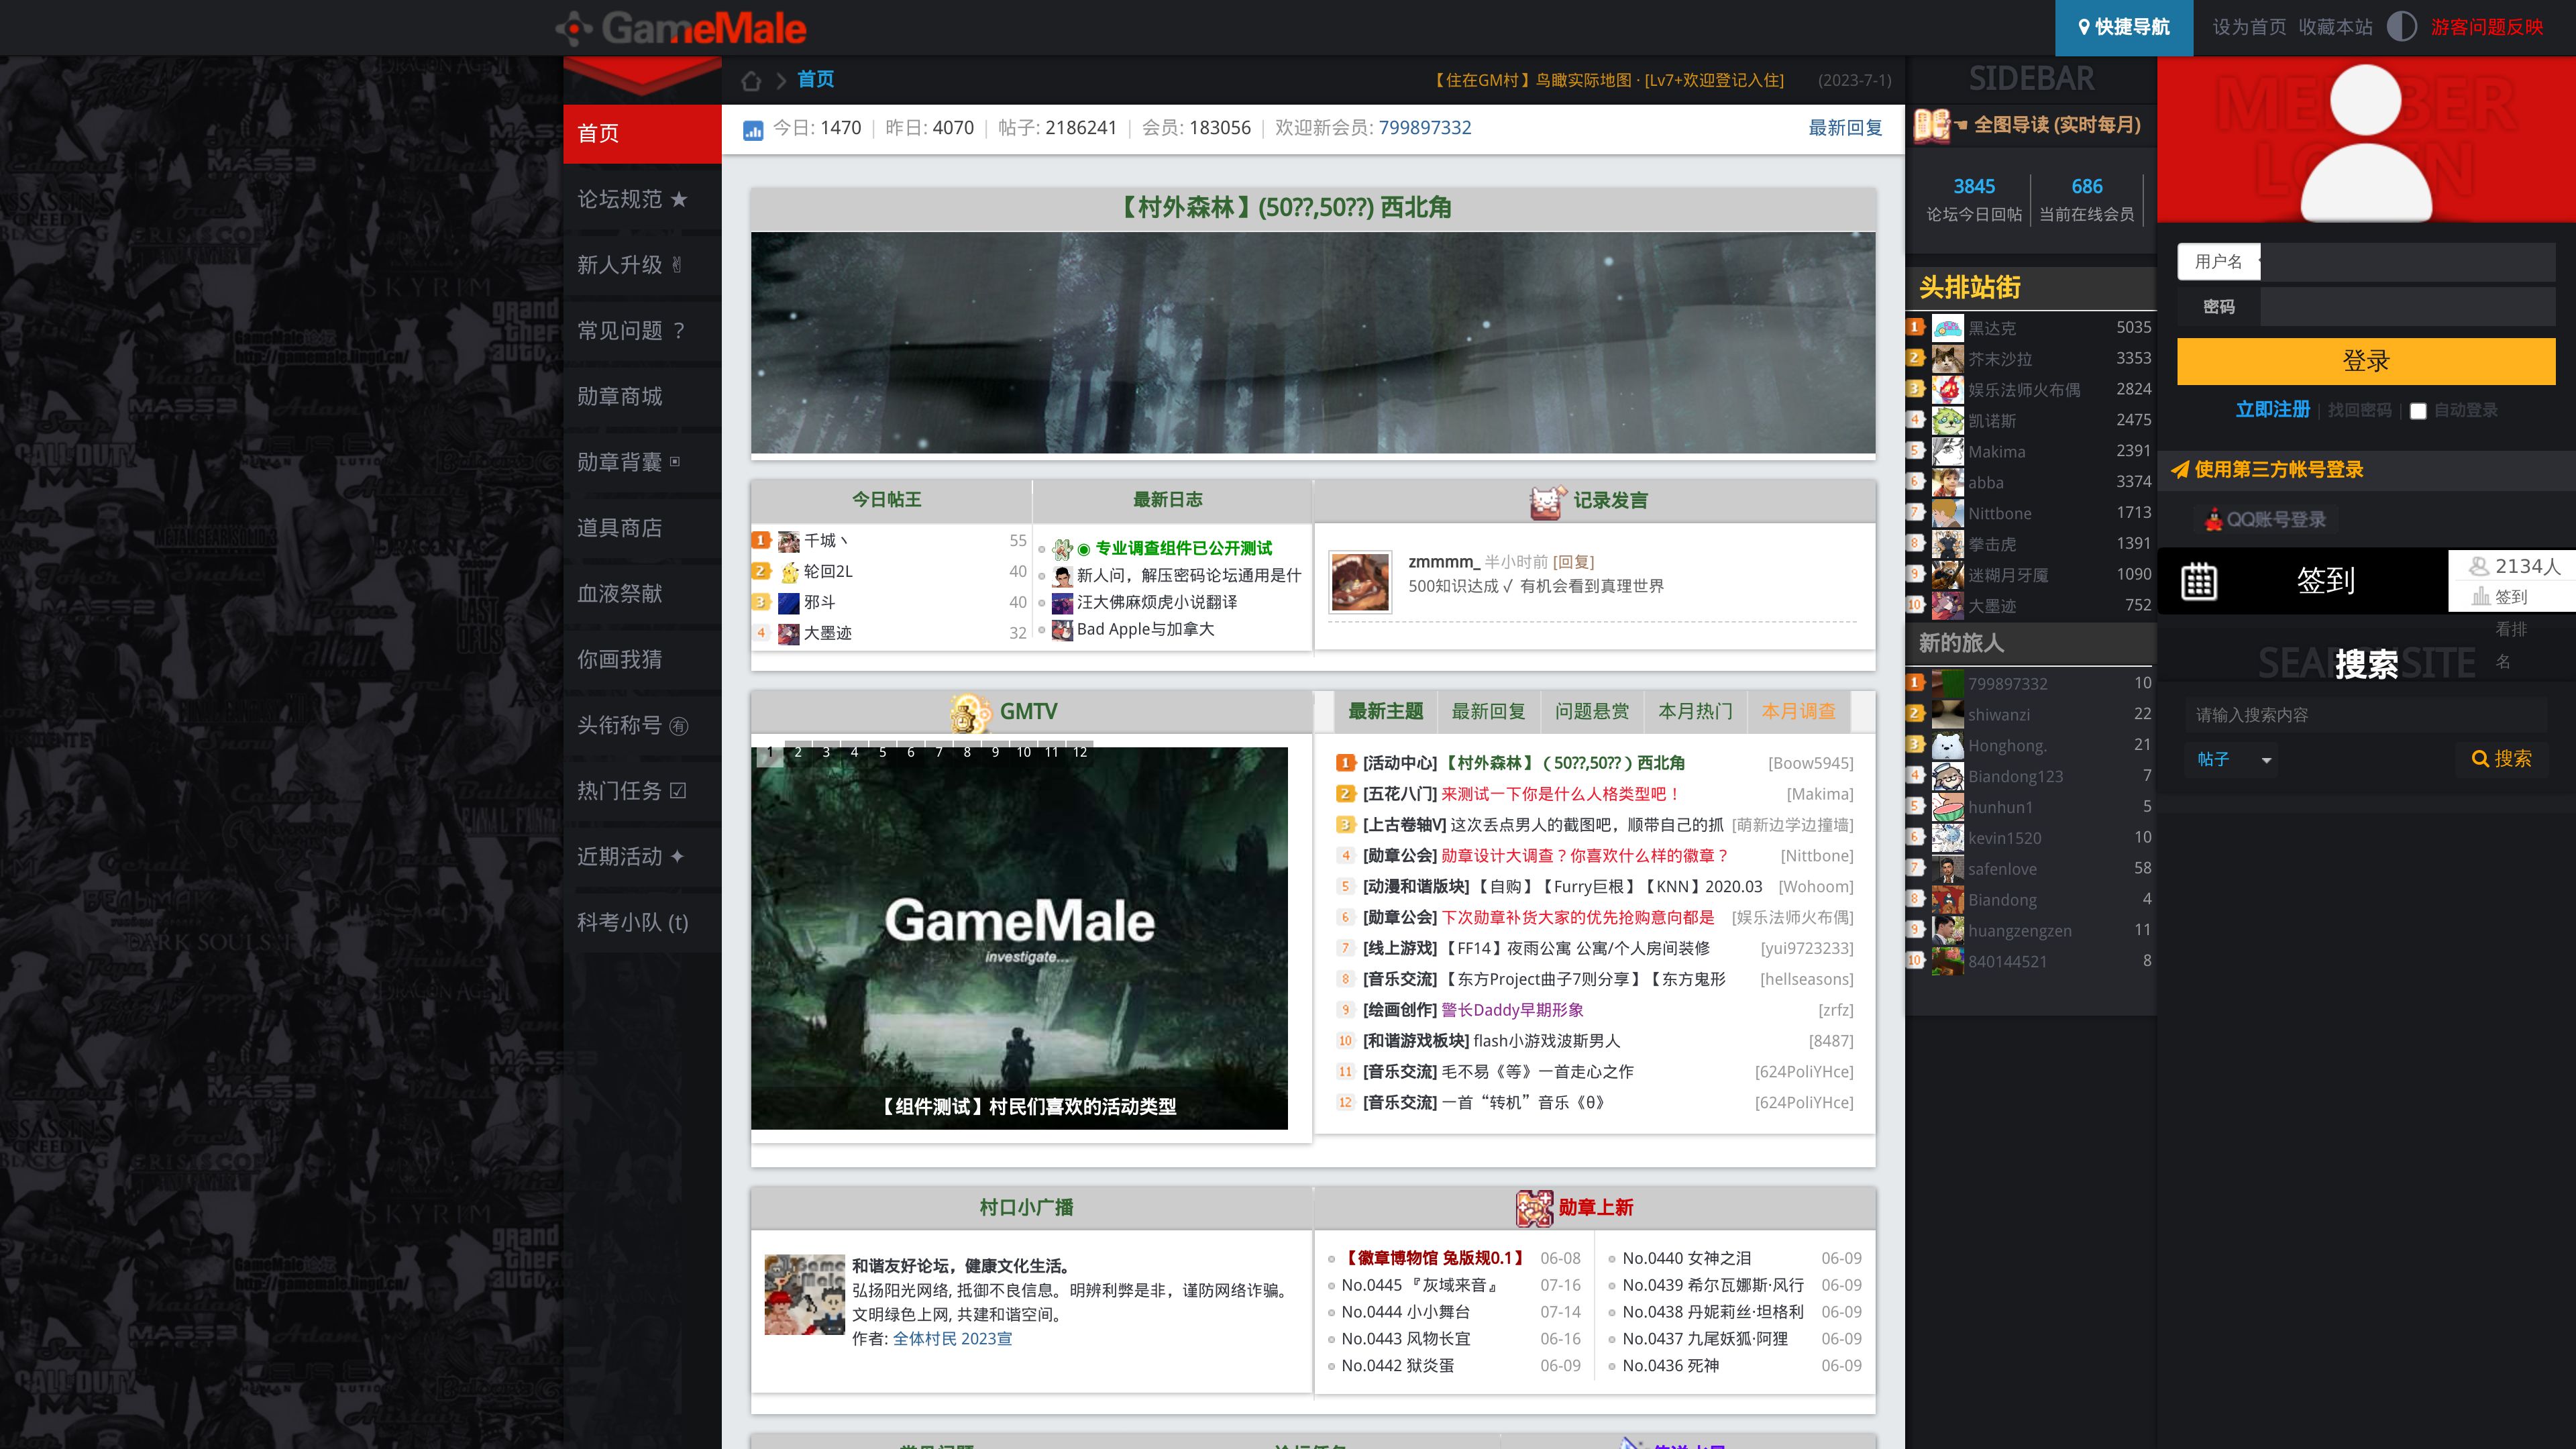 GameMale
快捷导航
设为首页 收藏本站 游客问题反映
首页
【住在GM村】鸟瞰实际地图 · [Lv7+欢迎登记入住] (2023-7-1)
首页
论坛规范 ★
新人升级 ✌
常见问题 ？
勋章商城
勋章背囊 ▣
道具商店
血液祭献
你画我猜
头衔称号 ㊒
热门任务 ☑
近期活动 ✦
科考小队 (t)
今日: 1470 | 昨日: 4070 | 帖子: 2186241 | 会员: 183056 | 欢迎新会员: 799897332
最新回复
【村外森林】(50??,50??) 西北角
今日帖王
1 千城丶 55
2 轮回2L 40
3 邪斗 40
4 大墨迹 32
最新日志
◉ 专业调查组件已公开测试
新人问，解压密码论坛通用是什
汪大佛麻烦虎小说翻译
Bad Apple与加拿大
记录发言
zmmmm_ 半小时前 [回复]
500知识达成√ 有机会看到真理世界
GMTV
1 2 3 4 5 6 7 8 9 10 11 12
GameMale
investigate...
【组件测试】村民们喜欢的活动类型
最新主题 最新回复 问题悬赏 本月热门 本月调查
1 [活动中心] 【村外森林】（50??,50??）西北角 [Boow5945]
2 [五花八门] 来测试一下你是什么人格类型吧！ [Makima]
3 [上古卷轴V] 这次丢点男人的截图吧，顺带自己的抓 [萌新边学边撞墙]
4 [勋章公会] 勋章设计大调查？你喜欢什么样的徽章？ [Nittbone]
5 [动漫和谐版块] 【自购】【Furry巨根】【KNN】2020.03 [Wohoom]
6 [勋章公会] 下次勋章补货大家的优先抢购意向都是 [娱乐法师火布偶]
7 [线上游戏] 【FF14】夜雨公寓 公寓/个人房间装修 [yui9723233]
8 [音乐交流] 【东方Project曲子7则分享】【东方鬼形 [hellseasons]
9 [绘画创作] 警长Daddy早期形象 [zrfz]
10 [和谐游戏板块] flash小游戏波斯男人 [8487]
11 [音乐交流] 毛不易《等》一首走心之作 [624PoliYHce]
12 [音乐交流] 一首“转机”音乐《θ》 [624PoliYHce]
村口小广播
和谐友好论坛，健康文化生活。
弘扬阳光网络, 抵御不良信息。明辨利弊是非，谨防网络诈骗。
文明绿色上网, 共建和谐空间。
作者: 全体村民 2023宣
勋章上新
【徽章博物馆 兔版规0.1】 06-08
No.0445 『灰域来音』 07-16
No.0444 小小舞台 07-14
No.0443 风物长宜 06-16
No.0442 狱炎蛋 06-09
No.0440 女神之泪 06-09
No.0439 希尔瓦娜斯·风行 06-09
No.0438 丹妮莉丝·坦格利 06-09
No.0437 九尾妖狐·阿狸 06-09
No.0436 死神 06-09
SIDEBAR
☚ 全图导读 (实时每月)
3845 686
论坛今日回帖 当前在线会员
头排站街
1 黑达克 5035
2 芥末沙拉 3353
3 娱乐法师火布偶 2824
4 凯诺斯 2475
5 Makima 2391
6 abba 3374
7 Nittbone 1713
8 拳击虎 1391
9 迷糊月牙魇 1090
10 大墨迹 752
新的旅人
1 799897332 10
2 shiwanzi 22
3 Honghong. 21
4 Biandong123 7
5 hunhun1 5
6 kevin1520 10
7 safenlove 58
8 Biandong 4
9 huangzengzen 11
10 840144521 8
用户名
密码
登录
立即注册 | 找回密码 | 自动登录
使用第三方帐号登录
QQ账号登录
签到
2134人
签到
看排
名
搜索
请输入搜索内容
帖子
搜索